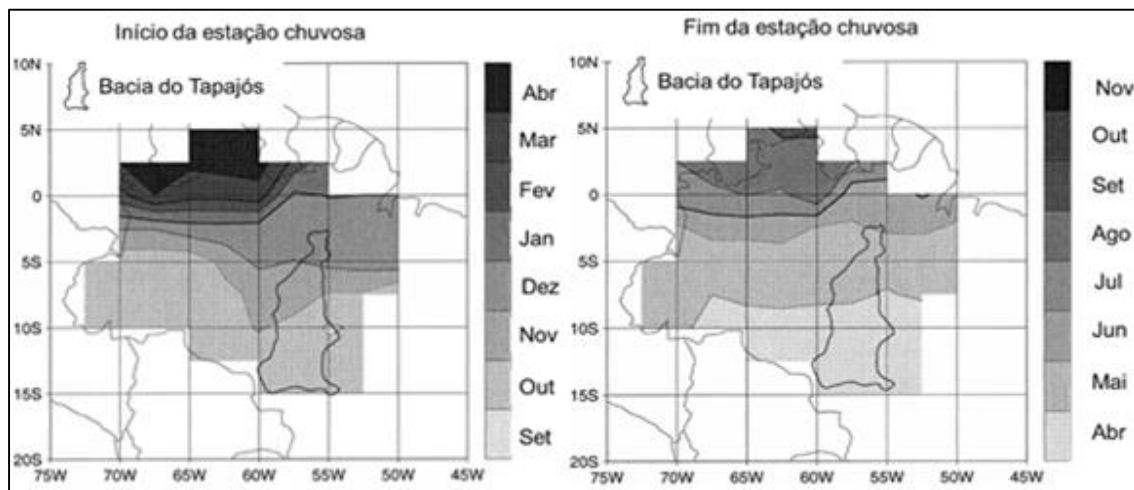 Início da estação chuvosa
10N
Bacia do Tapajós
5N
0
5S
10S
15S
20S
75W 70W 65W 60W 55W 50W 45W
Abr
Mar
Fev
Jan
Dez
Nov
Out
Set
Fim da estação chuvosa
10N
Bacia do Tapajós
5N
0
5S
10S
15S
20S
75W 70W 65W 60W 55W 50W 45W
Nov
Out
Set
Ago
Jul
Jun
Mai
Abr